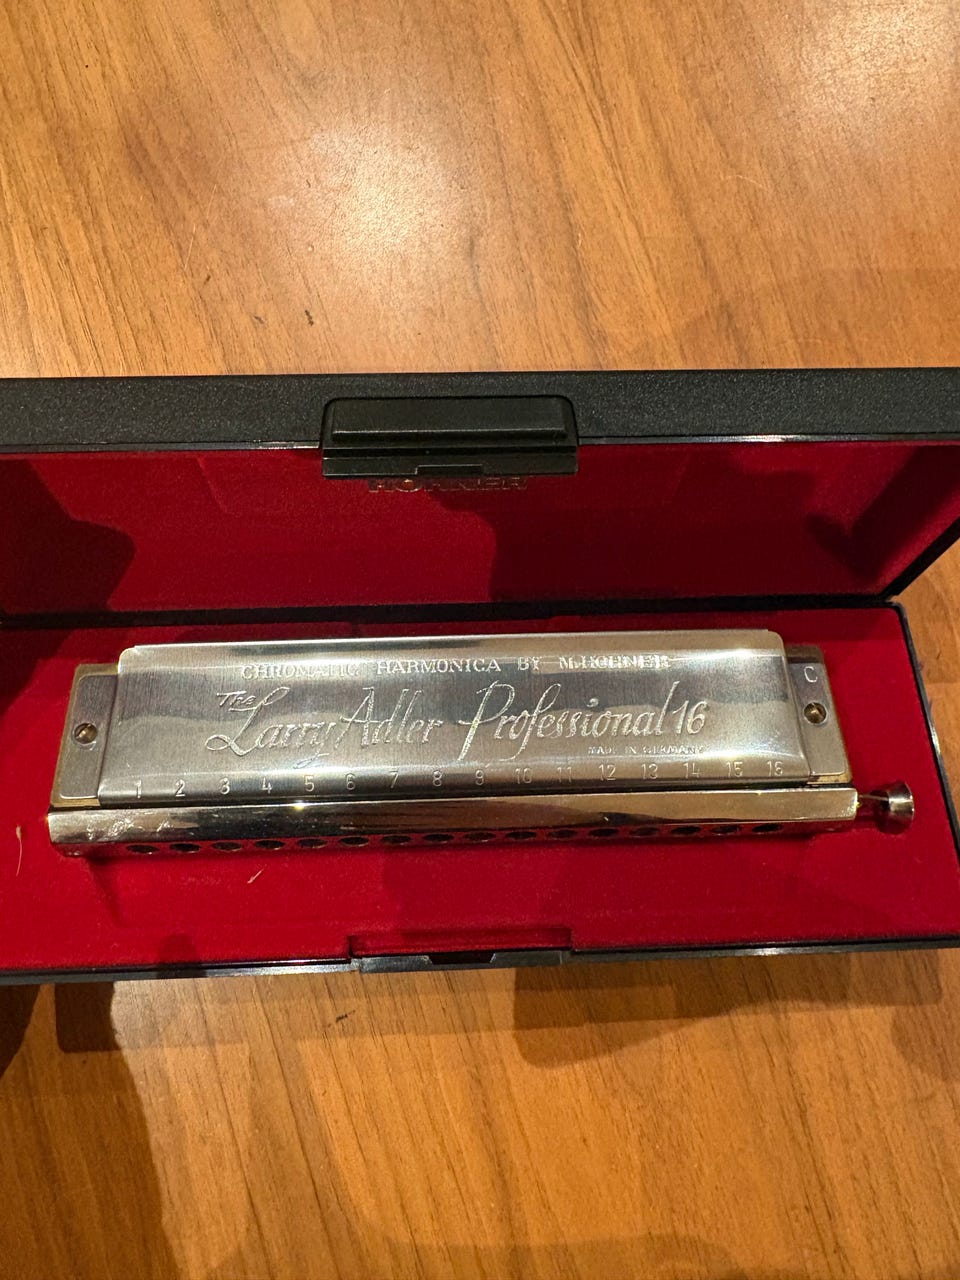 HOHNER
CHROMATIC HARMONICA BY M.HOHNER
C
The
Larry Adler Professional 16
MADE IN GERMANY
1 2 3 4 5 6 7 8 9 10 11 12 13 14 15 16